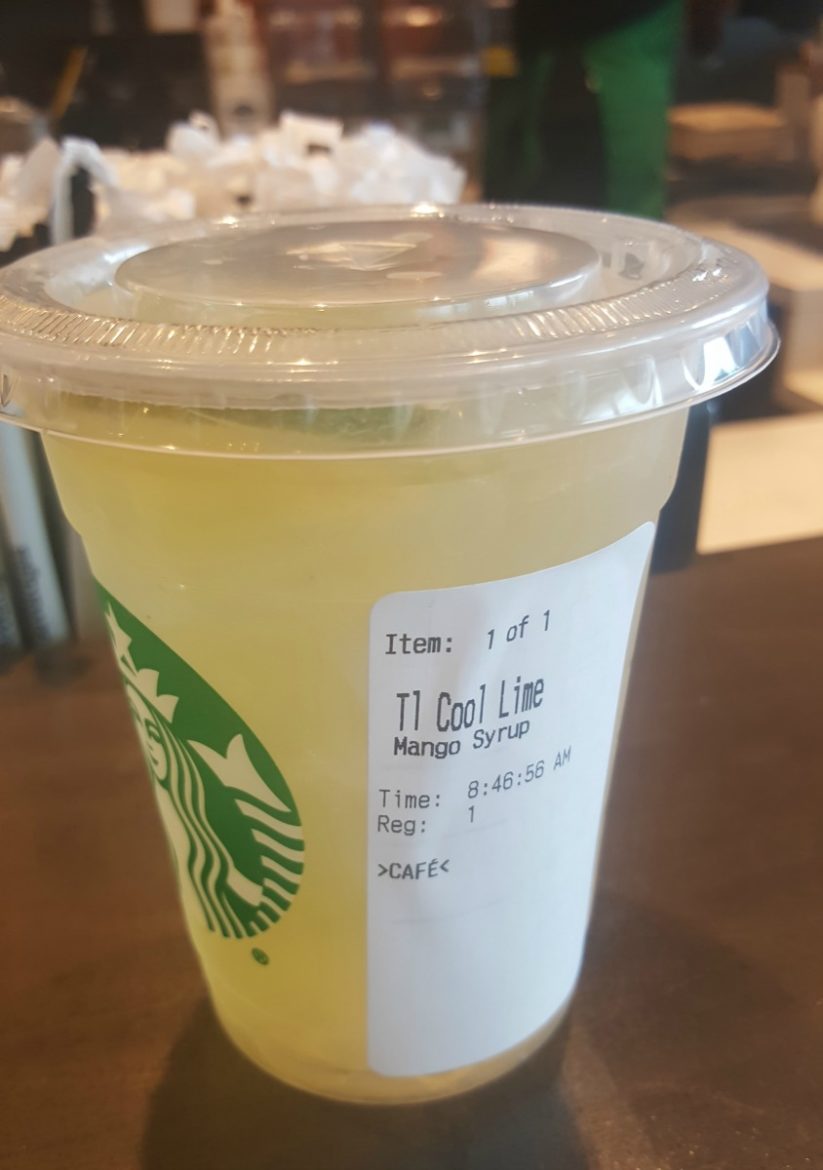 Item: 1 of 1
Tl Cool Lime
Mango Syrup
Time: 8:46:56 AM
Reg: 1
>CAFÉ<
®